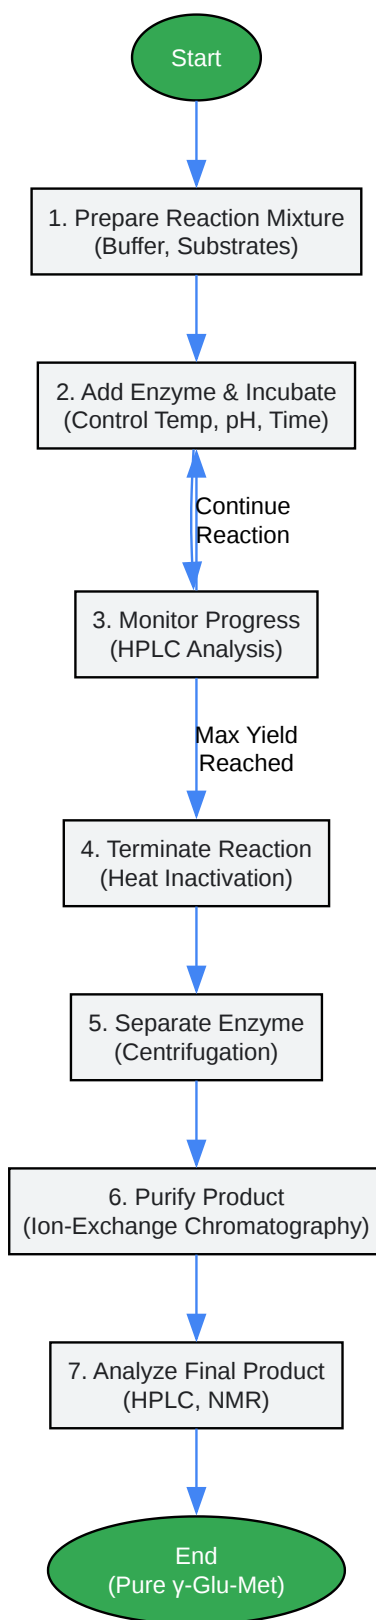 Start
1. Prepare Reaction Mixture
(Buffer, Substrates)
2. Add Enzyme & Incubate
(Control Temp, pH, Time)
Continue
Reaction
3. Monitor Progress
(HPLC Analysis)
Max Yield
Reached
4. Terminate Reaction
(Heat Inactivation)
5. Separate Enzyme
(Centrifugation)
6. Purify Product
(Ion-Exchange Chromatography)
7. Analyze Final Product
(HPLC, NMR)
End
(Pure γ-Glu-Met)